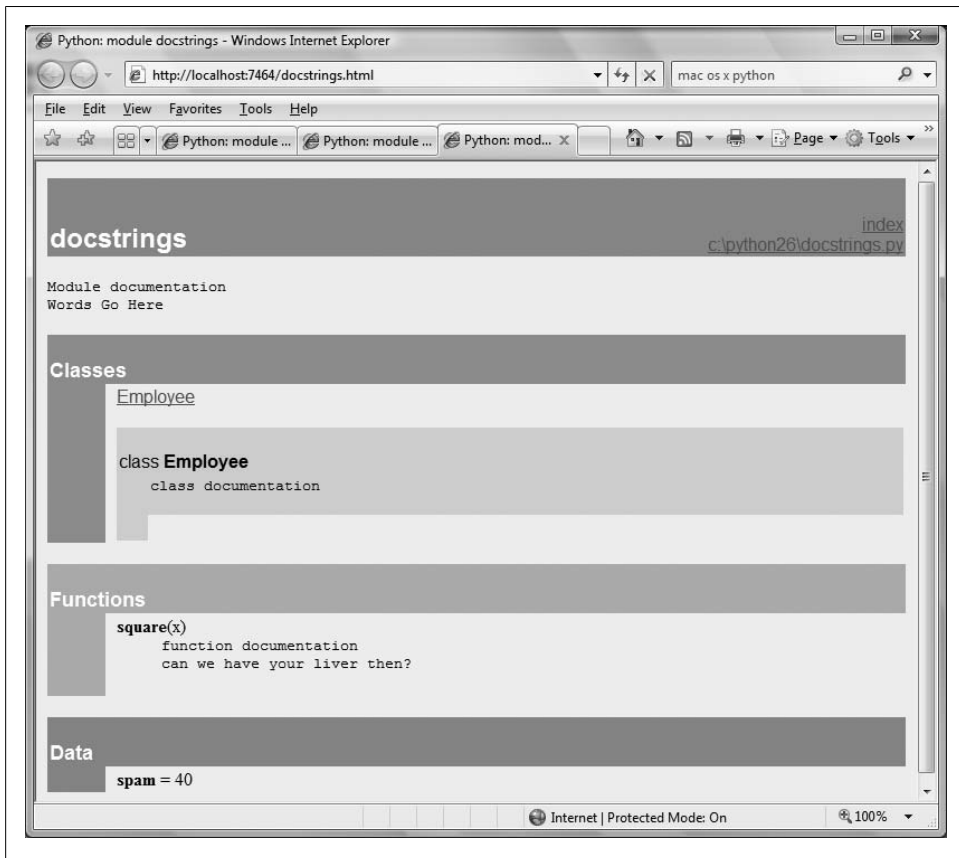 Python: module docstrings - Windows Internet Explorer
http://localhost:7464/docstrings.html
mac os x python
File Edit View Favorites Tools Help
Python: module ... Python: module ... Python: mod... Page Tools
docstrings
index
c:\python26\docstrings.py
Module documentation
Words Go Here
Classes
Employee
class Employee
class documentation
Functions
square(x)
function documentation
can we have your liver then?
Data
spam = 40
Internet | Protected Mode: On 100%